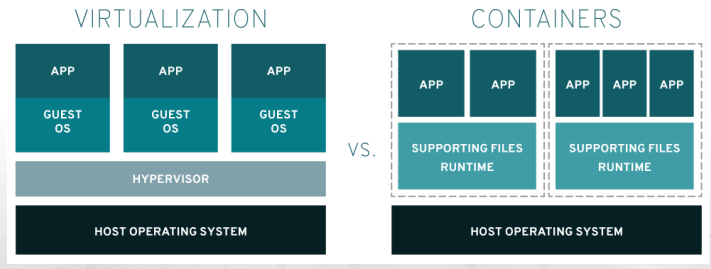 VIRTUALIZATION
APP
APP
APP
GUEST
OS
GUEST
OS
GUEST
OS
HYPERVISOR
HOST OPERATING SYSTEM
VS.
CONTAINERS
APP
APP
APP
APP
APP
SUPPORTING FILES
RUNTIME
SUPPORTING FILES
RUNTIME
HOST OPERATING SYSTEM